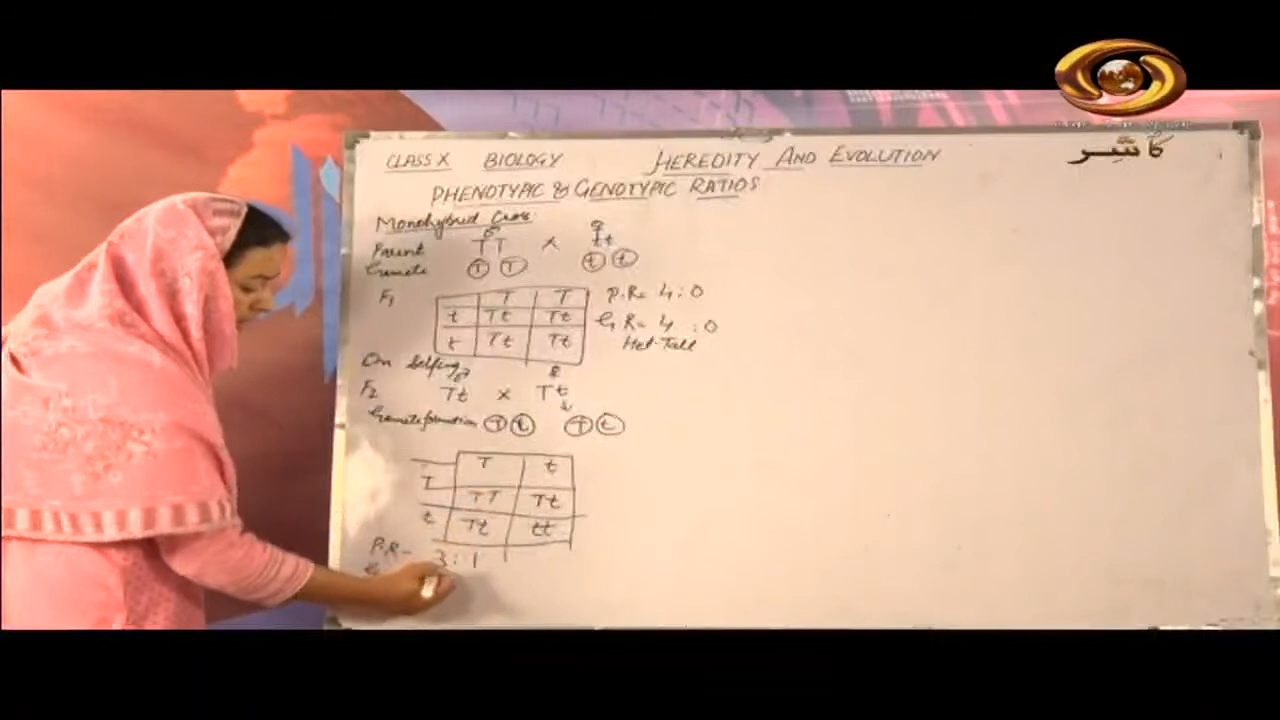 کٲشُر
CLASS X BIOLOGY HEREDITY AND EVOLUTION
PHENOTYPIC & GENOTYPIC RATIOS
Monohybrid Cross
♂ ♀
Parent TT x tt
Gamete T T t t
F1 T T
t Tt Tt
t Tt Tt
P.R= 4:0
G R= 4 :0
Het-Tall
On Selfing
F2 Tt x Tt
Gamete formation T t T t
T t
T TT Tt
t Tt tt
P.R- 3:1